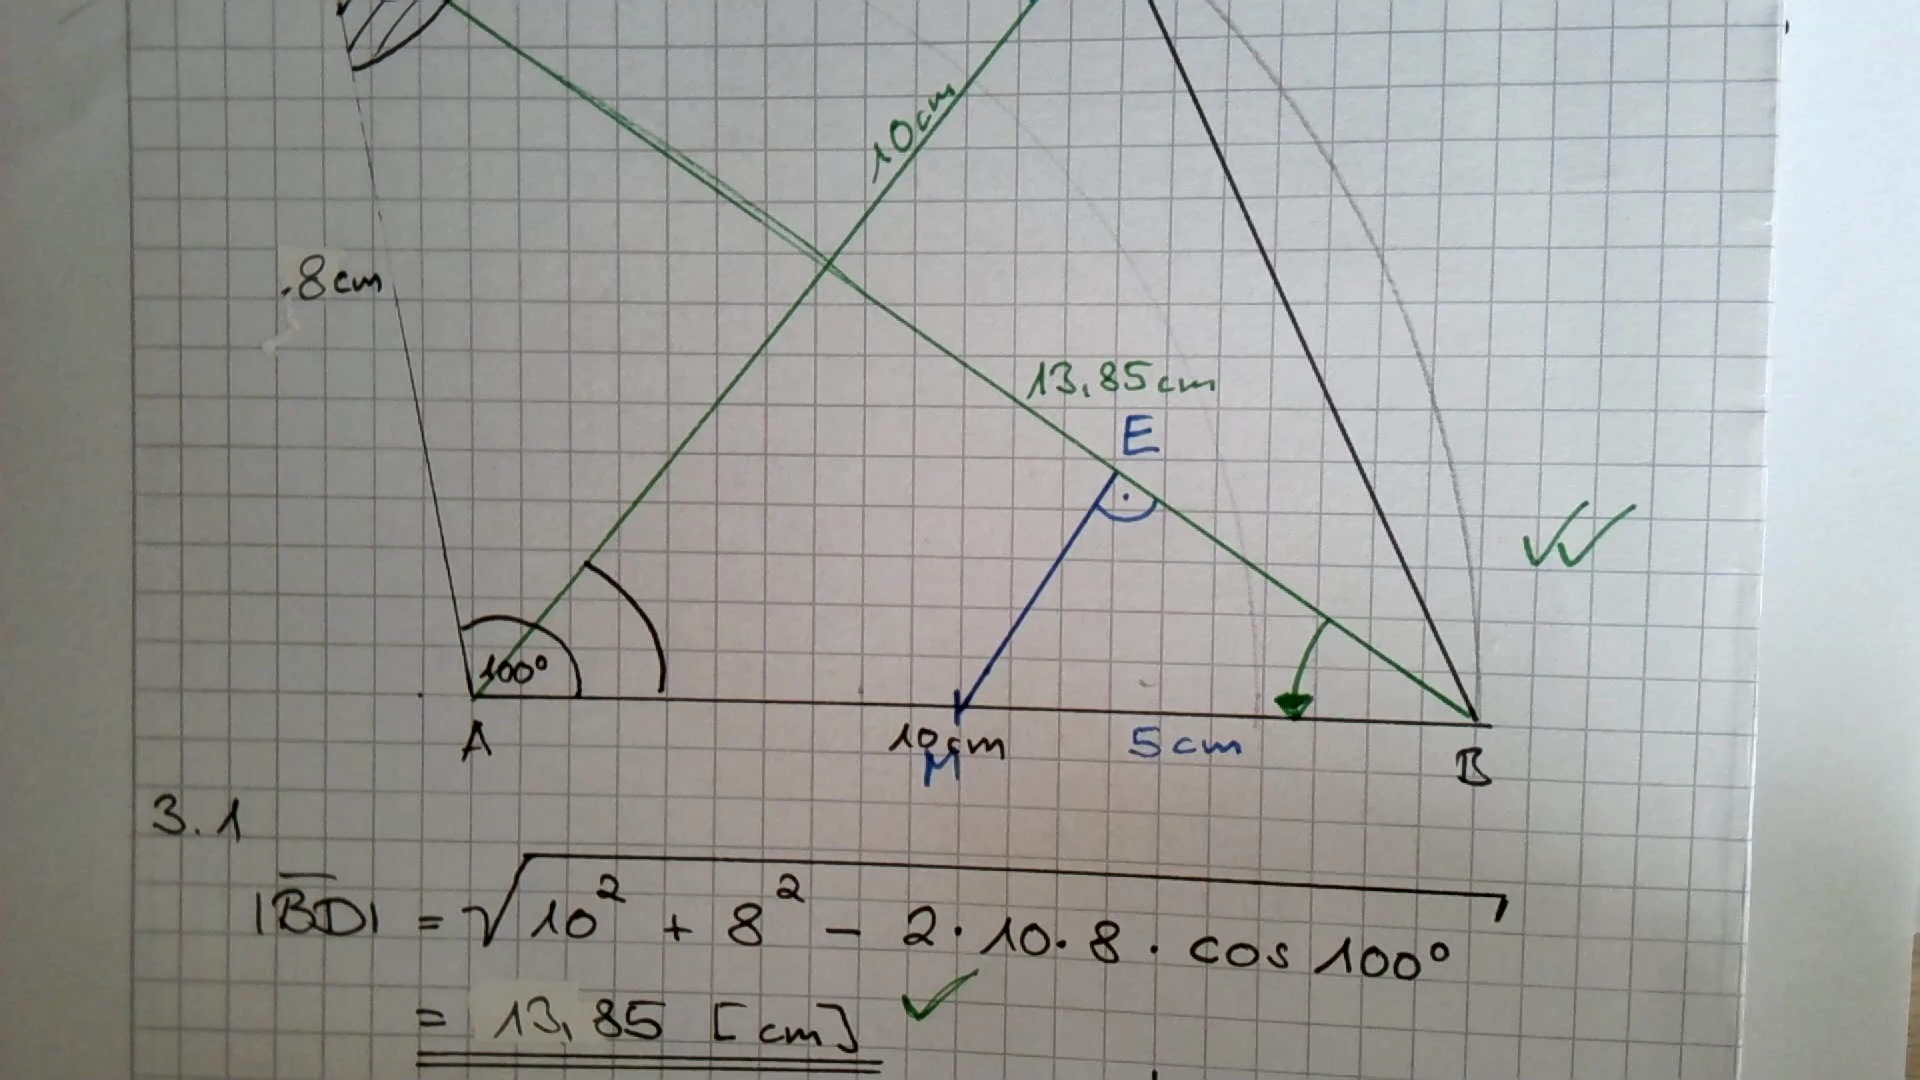 10cm
8cm
13,85cm
E
100°
A
10cm
M
5cm
B
3.1
|BD| = √10² + 8² - 2·10·8·cos 100°
= 13,85 [cm]